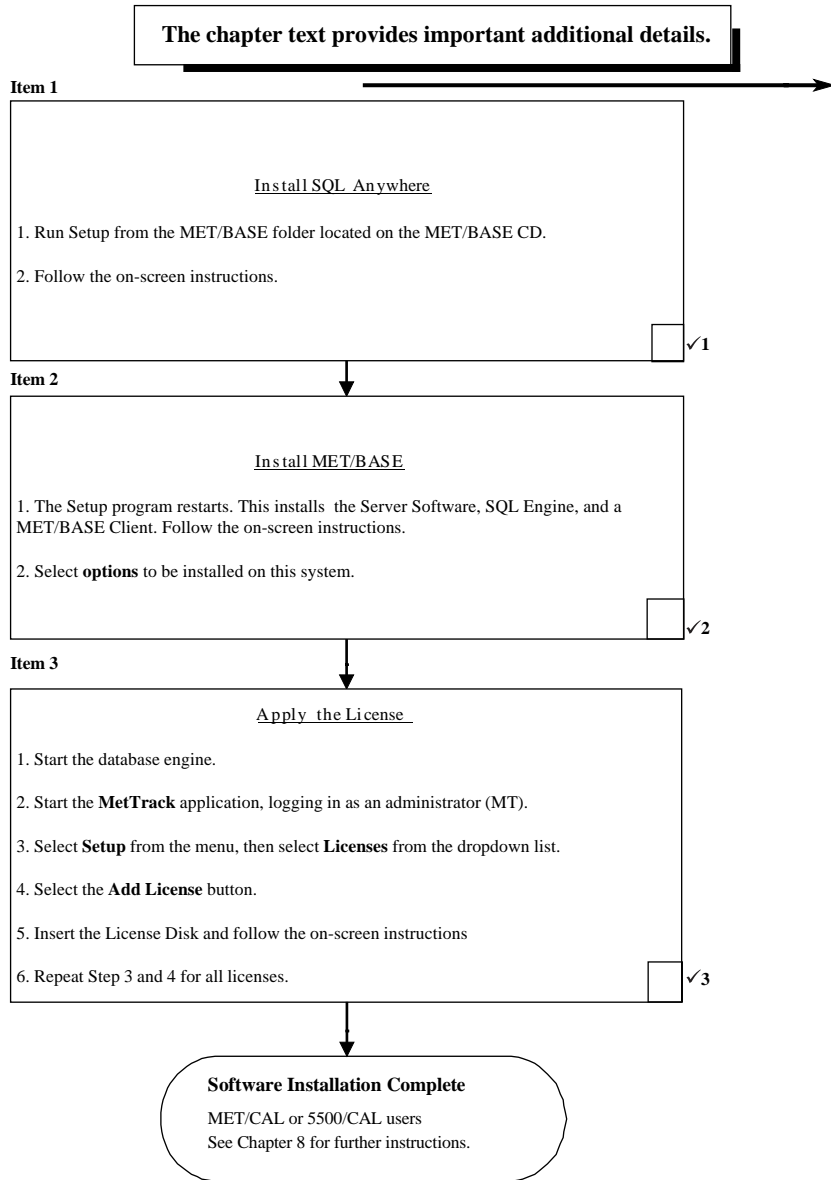 The chapter text provides important additional details.
Item 1
Install SQL Anywhere
1. Run Setup from the MET/BASE folder located on the MET/BASE CD.
2. Follow the on-screen instructions.
✓1
Item 2
Install MET/BASE
1. The Setup program restarts. This installs the Server Software, SQL Engine, and a
MET/BASE Client. Follow the on-screen instructions.
2. Select options to be installed on this system.
✓2
Item 3
Apply the License
1. Start the database engine.
2. Start the MetTrack application, logging in as an administrator (MT).
3. Select Setup from the menu, then select Licenses from the dropdown list.
4. Select the Add License button.
5. Insert the License Disk and follow the on-screen instructions
6. Repeat Step 3 and 4 for all licenses.
✓3
Software Installation Complete
MET/CAL or 5500/CAL users
See Chapter 8 for further instructions.